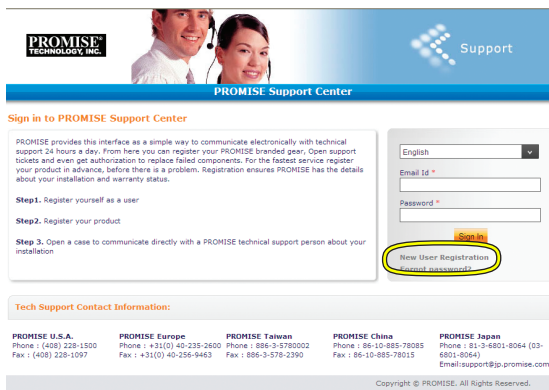 PROMISE®
TECHNOLOGY, INC.
Support
PROMISE Support Center
Sign in to PROMISE Support Center
PROMISE provides this interface as a simple way to communicate electronically with technical
support 24 hours a day. From here you can register your PROMISE branded gear, Open support
tickets and even get authorization to replace failed components. For the fastest service register
your product in advance, before there is a problem. Registration ensures PROMISE has the details
about your installation and warranty status.
Step1. Register yourself as a user
Step2. Register your product
Step 3. Open a case to communicate directly with a PROMISE technical support person about your
installation
English
Email Id *
Password *
Sign In
New User Registration
Forgot password?
Tech Support Contact Information:
PROMISE U.S.A.
Phone : (408) 228-1500
Fax : (408) 228-1097
PROMISE Europe
Phone : +31(0) 40-235-2600
Fax : +31(0) 40-256-9463
PROMISE Taiwan
Phone : 886-3-5780002
Fax : 886-3-578-2390
PROMISE China
Phone : 86-10-885-78085
Fax : 86-10-885-78015
PROMISE Japan
Phone : 81-3-6801-8064 (03-
6801-8064)
Email:support@jp.promise.com
Copyright © PROMISE. All Rights Reserved.